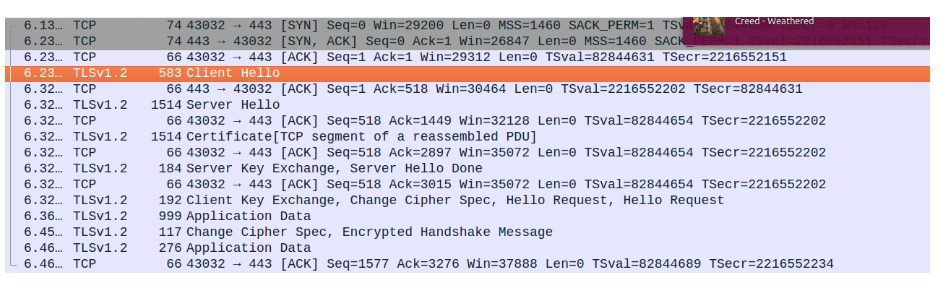 6.13… TCP 74 43032 → 443 [SYN] Seq=0 Win=29200 Len=0 MSS=1460 SACK_PERM=1
Creed - Weathered
6.23… TCP 74 443 → 43032 [SYN, ACK] Seq=0 Ack=1 Win=26847 Len=0 MSS=1460 SACK_PERM=1 TSval=2216552151
6.23… TCP 66 43032 → 443 [ACK] Seq=1 Ack=1 Win=29312 Len=0 TSval=82844631 TSecr=2216552151
6.23… TLSv1.2 583 Client Hello
6.32… TCP 66 443 → 43032 [ACK] Seq=1 Ack=518 Win=30464 Len=0 TSval=2216552202 TSecr=82844631
6.32… TLSv1.2 1514 Server Hello
6.32… TCP 66 43032 → 443 [ACK] Seq=518 Ack=1449 Win=32128 Len=0 TSval=82844654 TSecr=2216552202
6.32… TLSv1.2 1514 Certificate[TCP segment of a reassembled PDU]
6.32… TCP 66 43032 → 443 [ACK] Seq=518 Ack=2897 Win=35072 Len=0 TSval=82844654 TSecr=2216552202
6.32… TLSv1.2 184 Server Key Exchange, Server Hello Done
6.32… TCP 66 43032 → 443 [ACK] Seq=518 Ack=3015 Win=35072 Len=0 TSval=82844654 TSecr=2216552202
6.32… TLSv1.2 192 Client Key Exchange, Change Cipher Spec, Hello Request, Hello Request
6.36… TLSv1.2 999 Application Data
6.45… TLSv1.2 117 Change Cipher Spec, Encrypted Handshake Message
6.46… TLSv1.2 276 Application Data
6.46… TCP 66 43032 → 443 [ACK] Seq=1577 Ack=3276 Win=37888 Len=0 TSval=82844689 TSecr=2216552234